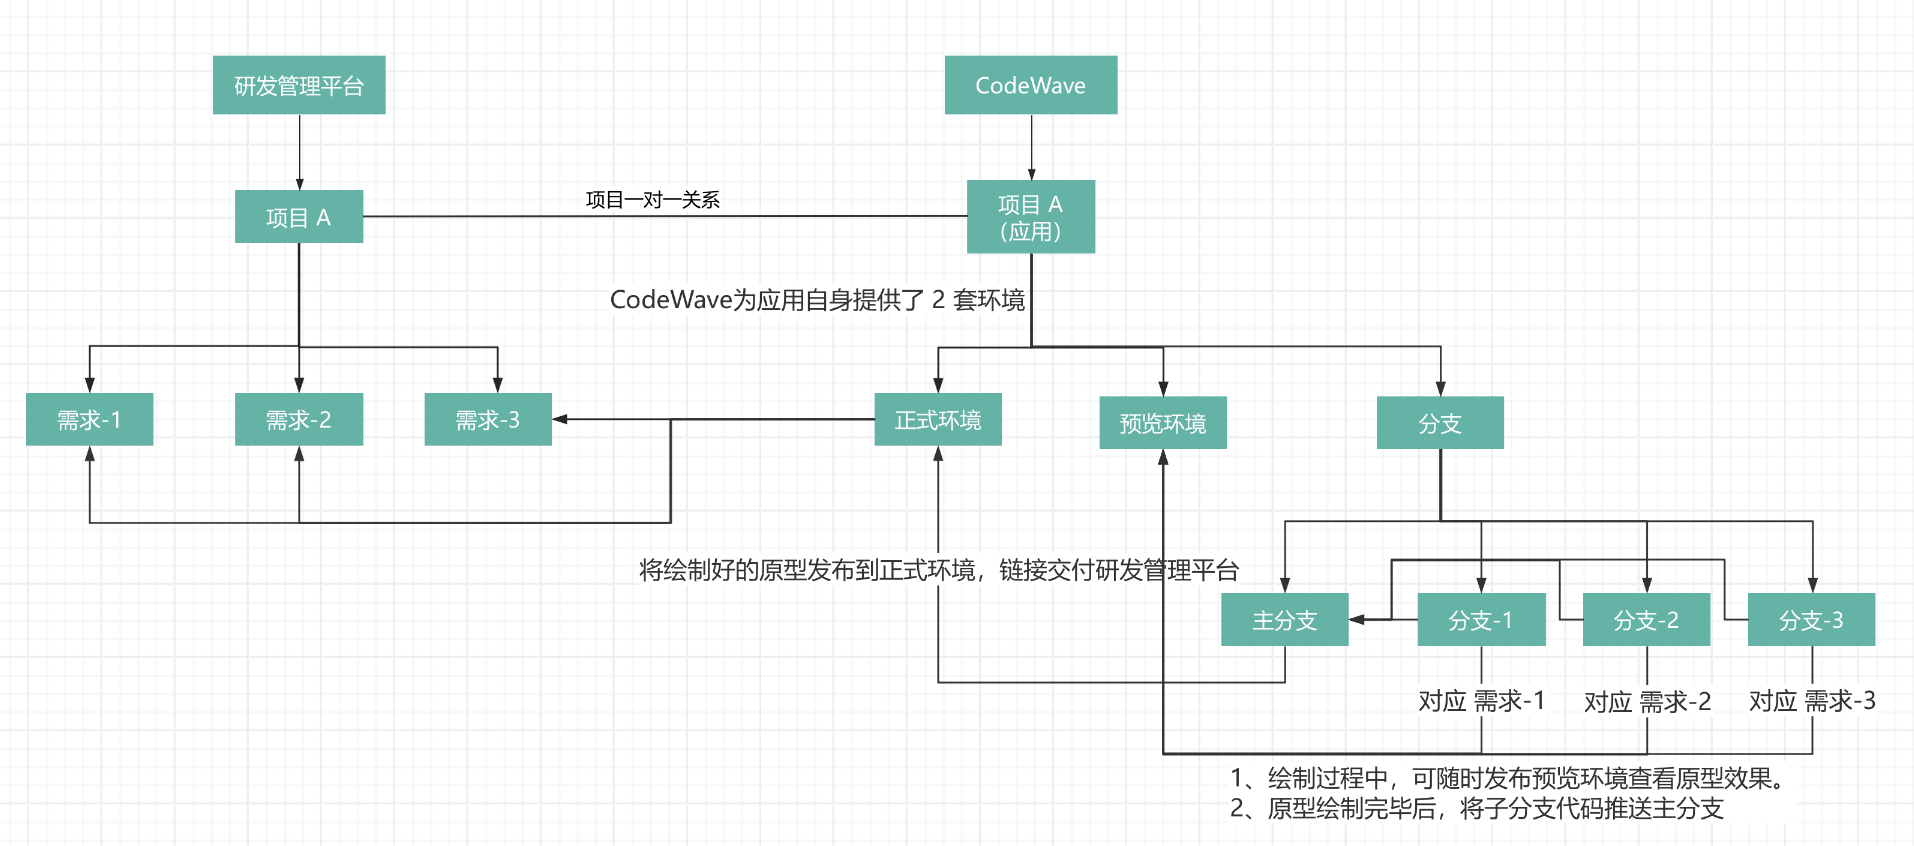 研发管理平台
CodeWave
项目 A
项目一对一关系
项目 A
（应用）
CodeWave为应用自身提供了 2 套环境
需求-1
需求-2
需求-3
正式环境
预览环境
分支
将绘制好的原型发布到正式环境，链接交付研发管理平台
主分支
分支-1
分支-2
分支-3
对应 需求-1
对应 需求-2
对应 需求-3
1、绘制过程中，可随时发布预览环境查看原型效果。
2、原型绘制完毕后，将子分支代码推送主分支